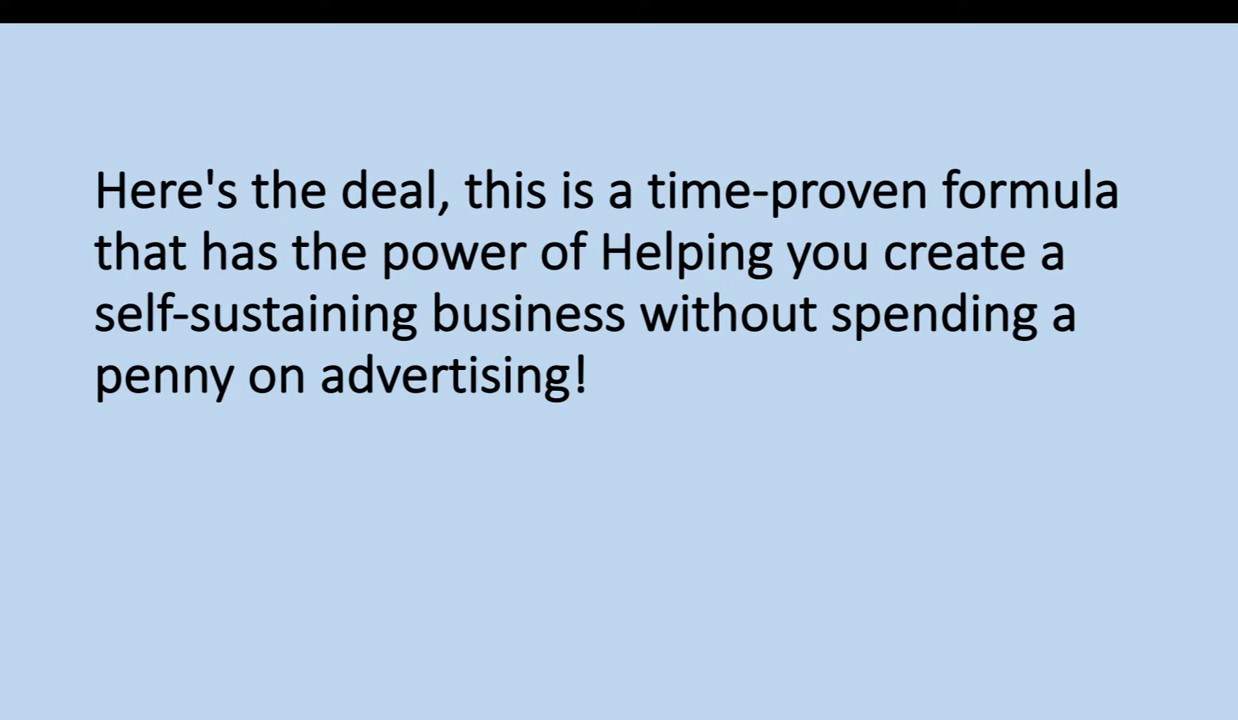 Here's the deal, this is a time-proven formula
that has the power of Helping you create a
self-sustaining business without spending a
penny on advertising!